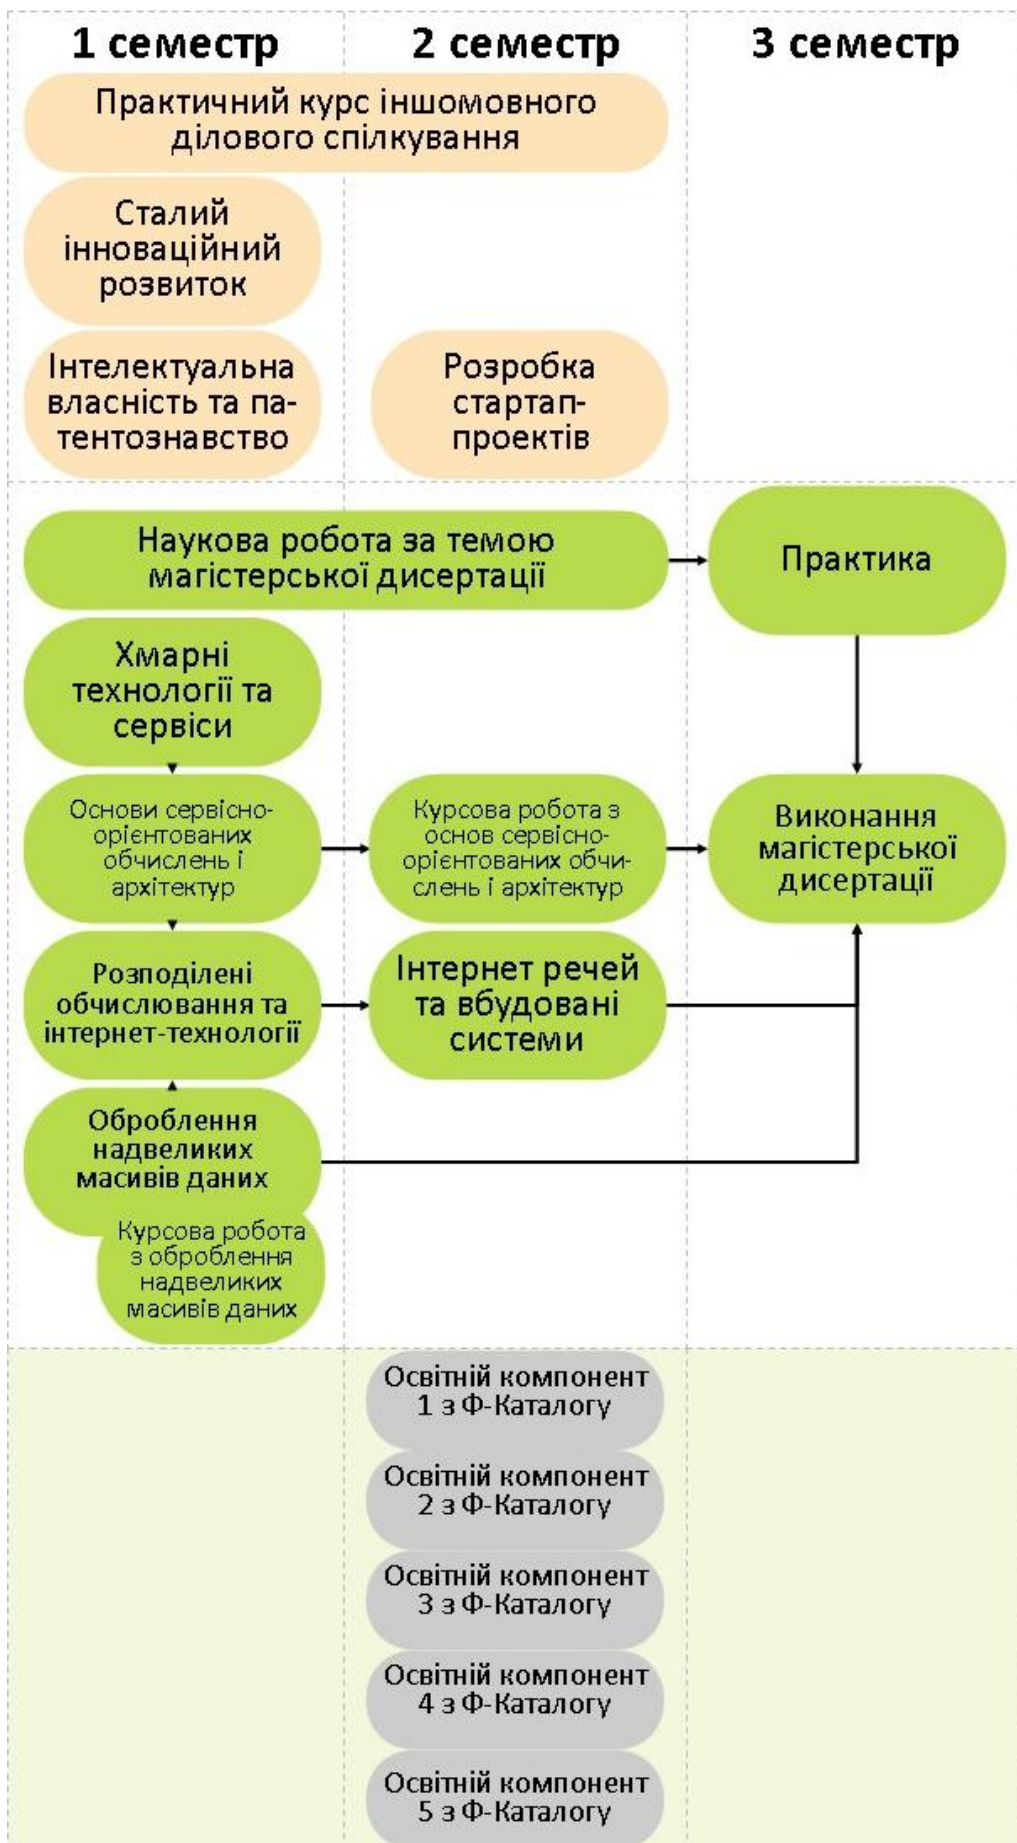 1 семестр
2 семестр
3 семестр
Практичний курс іншомовного
ділового спілкування
Сталий
інноваційний
розвиток
Інтелектуальна
власність та па-
тентознавство
Розробка
стартап-
проектів
Наукова робота за темою
магістерської дисертації
Практика
Хмарні
технології та
сервіси
Основи сервісно-
орієнтованих
обчислень і
архітектур
Курсова робота з
основ сервісно-
орієнтованих обчи-
слень і архітектур
Виконання
магістерської
дисертації
Розподілені
обчислювання та
інтернет-технології
Інтернет речей
та вбудовані
системи
Оброблення
надвеликих
масивів даних
Курсова робота
з оброблення
надвеликих
масивів даних
Освітній компонент
1 з Ф-Каталогу
Освітній компонент
2 з Ф-Каталогу
Освітній компонент
3 з Ф-Каталогу
Освітній компонент
4 з Ф-Каталогу
Освітній компонент
5 з Ф-Каталогу